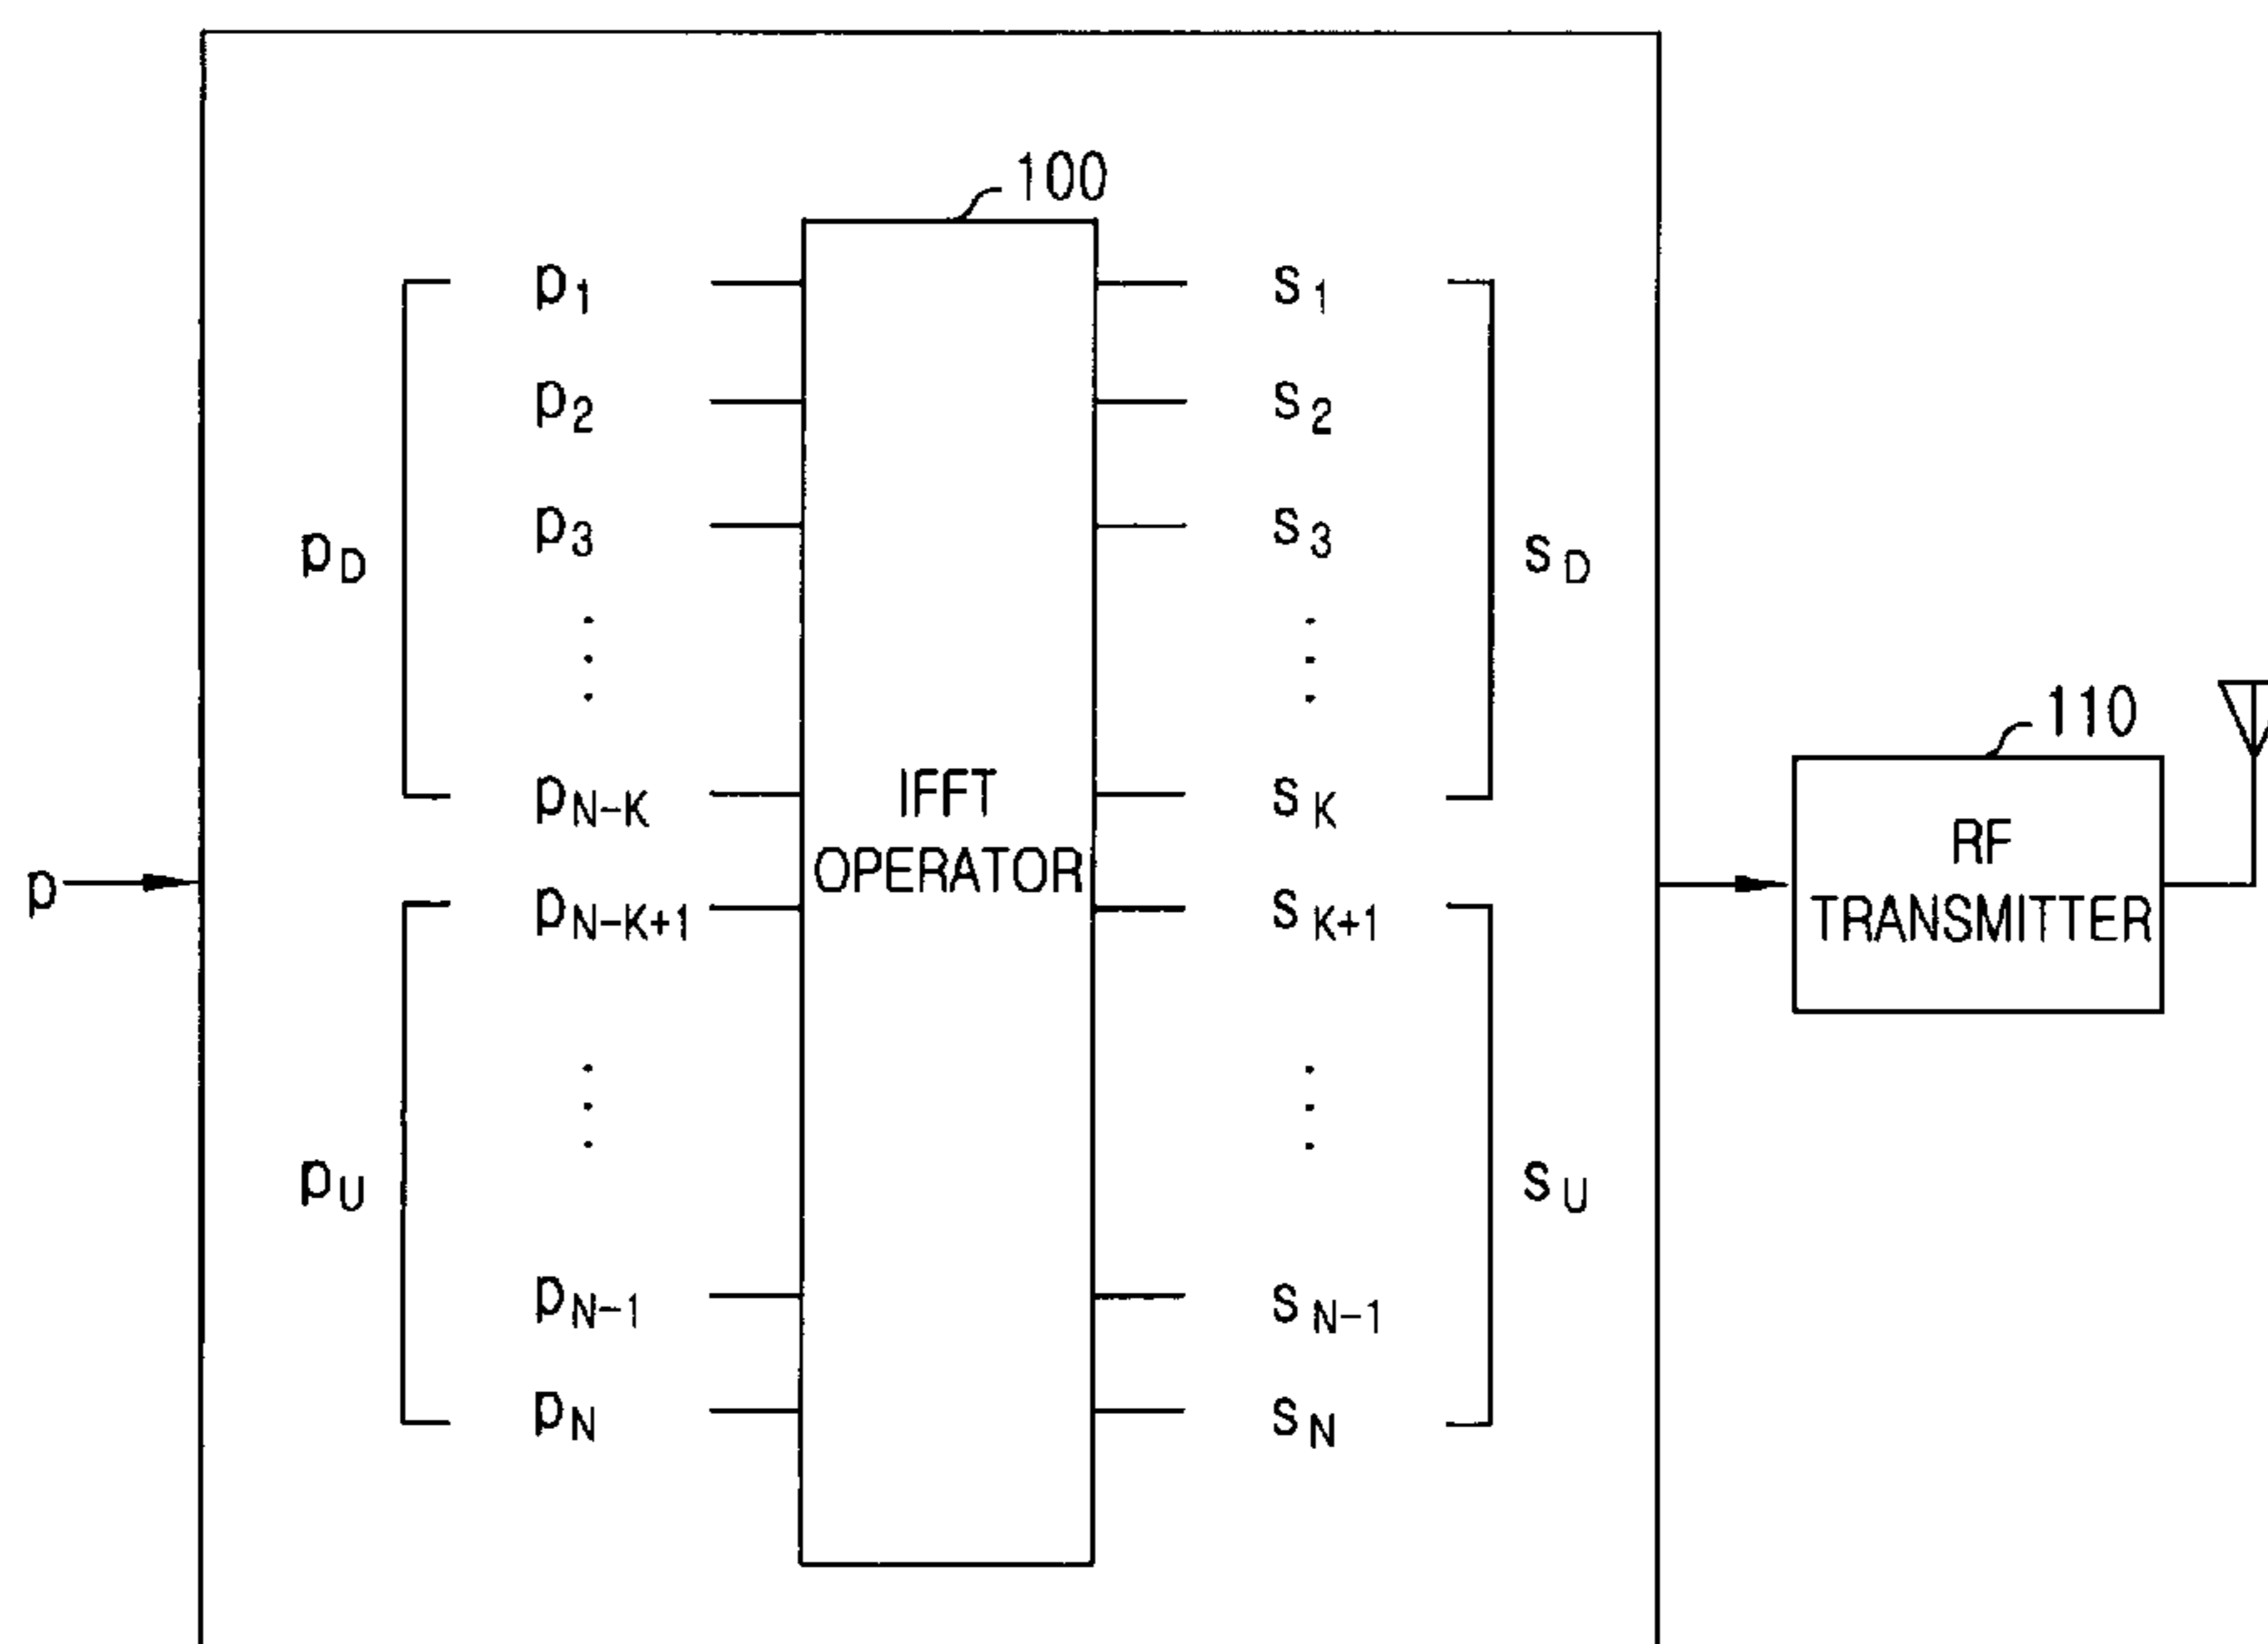 100
p1
p2
p3
pD
pN-K
pN-K+1
pU
pN-1
pN
p
IFFT
OPERATOR
s1
s2
s3
sD
sK
sK+1
sU
sN-1
sN
110
RF
TRANSMITTER